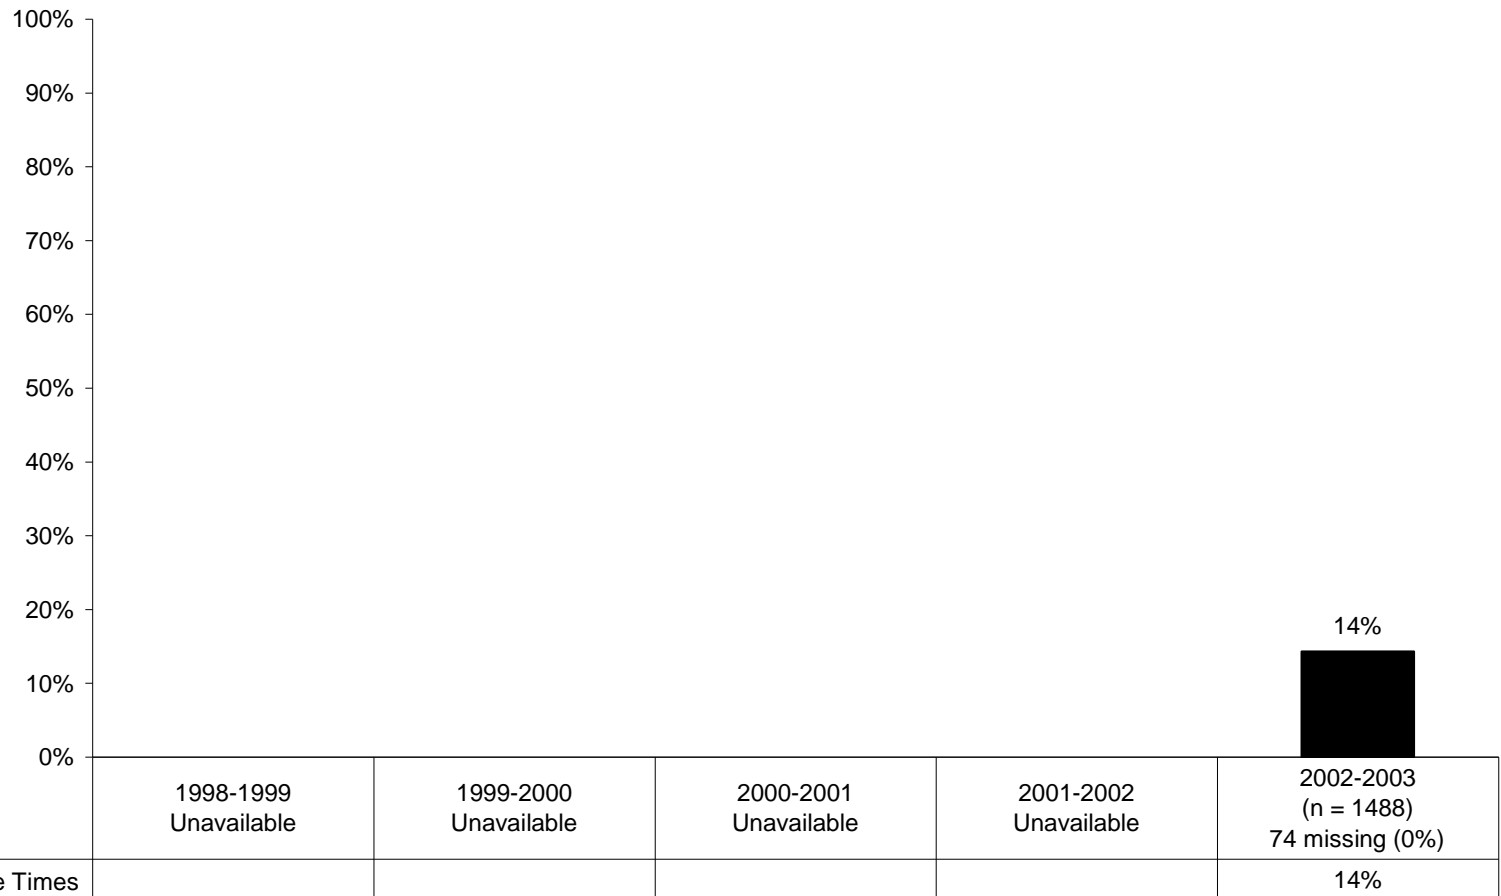 100%
90%
80%
70%
60%
50%
40%
30%
20%
10%
0%
14%
1998-1999
Unavailable
1999-2000
Unavailable
2000-2001
Unavailable
2001-2002
Unavailable
2002-2003
(n = 1488)
74 missing (0%)
Times
14%